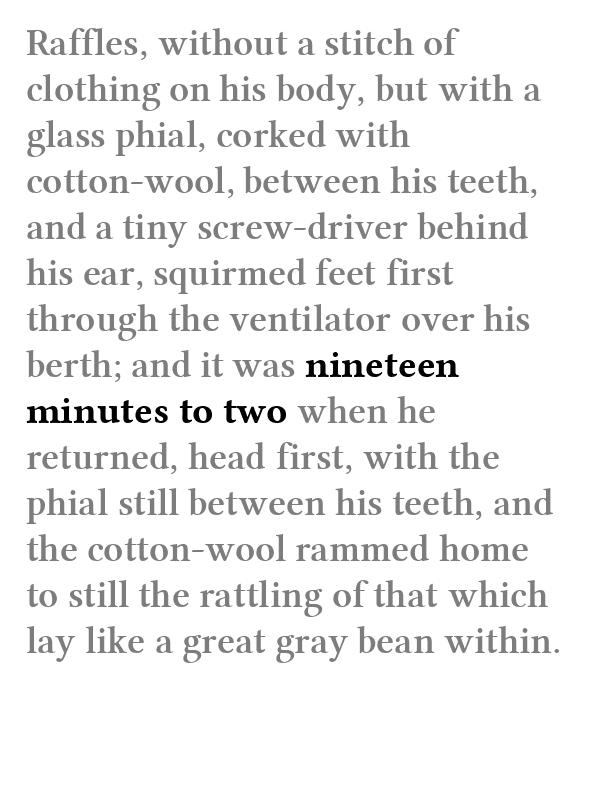 Raffles, without a stitch of
clothing on his body, but with a
glass phial, corked with
cotton-wool, between his teeth,
and a tiny screw-driver behind
his ear, squirmed feet first
through the ventilator over his
berth; and it was nineteen
minutes to two when he
returned, head first, with the
phial still between his teeth, and
the cotton-wool rammed home
to still the rattling of that which
lay like a great gray bean within.